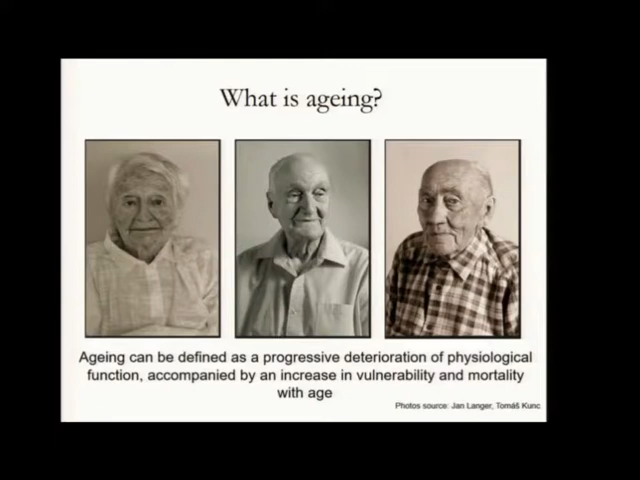 What is ageing?
Ageing can be defined as a progressive deterioration of physiological
function, accompanied by an increase in vulnerability and mortality
with age
Photos source: Jan Langer, Tomáš Kunc